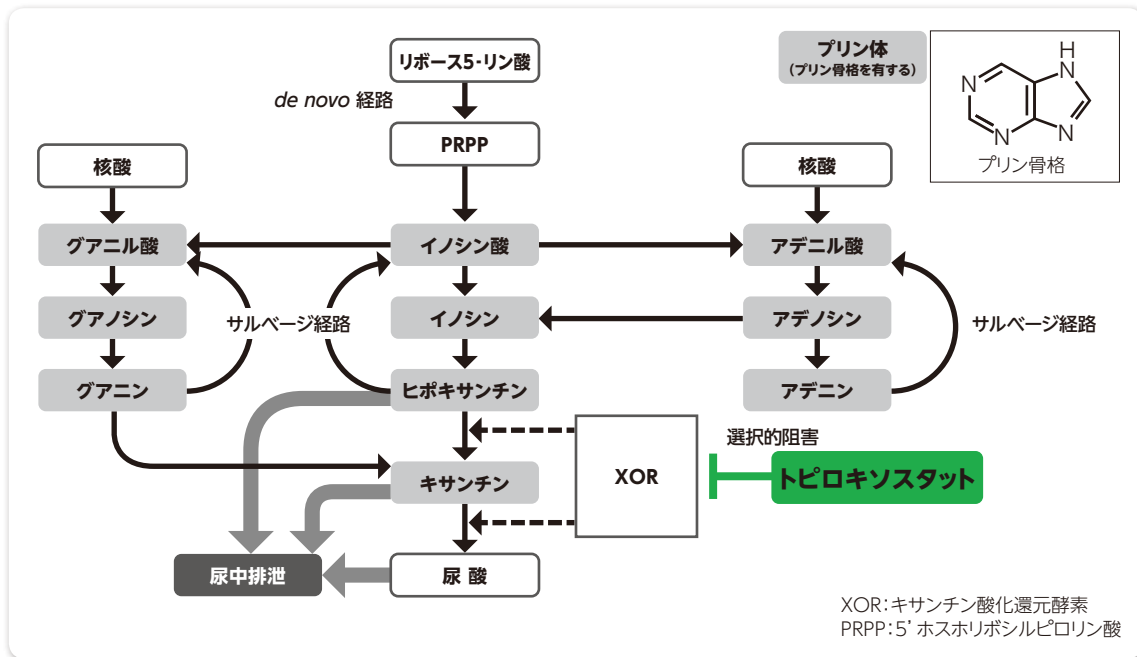 リボース5-リン酸
プリン体
(プリン骨格を有する)
H
N
N
N
N
プリン骨格
de novo 経路
PRPP
核酸
核酸
グアニル酸
イノシン酸
アデニル酸
グアノシン
サルベージ経路
イノシン
アデノシン
サルベージ経路
グアニン
ヒポキサンチン
アデニン
選択的阻害
キサンチン
XOR
トピロキソスタット
尿中排泄
尿 酸
XOR：キサンチン酸化還元酵素
PRPP：5’ ホスホリボシルピロリン酸